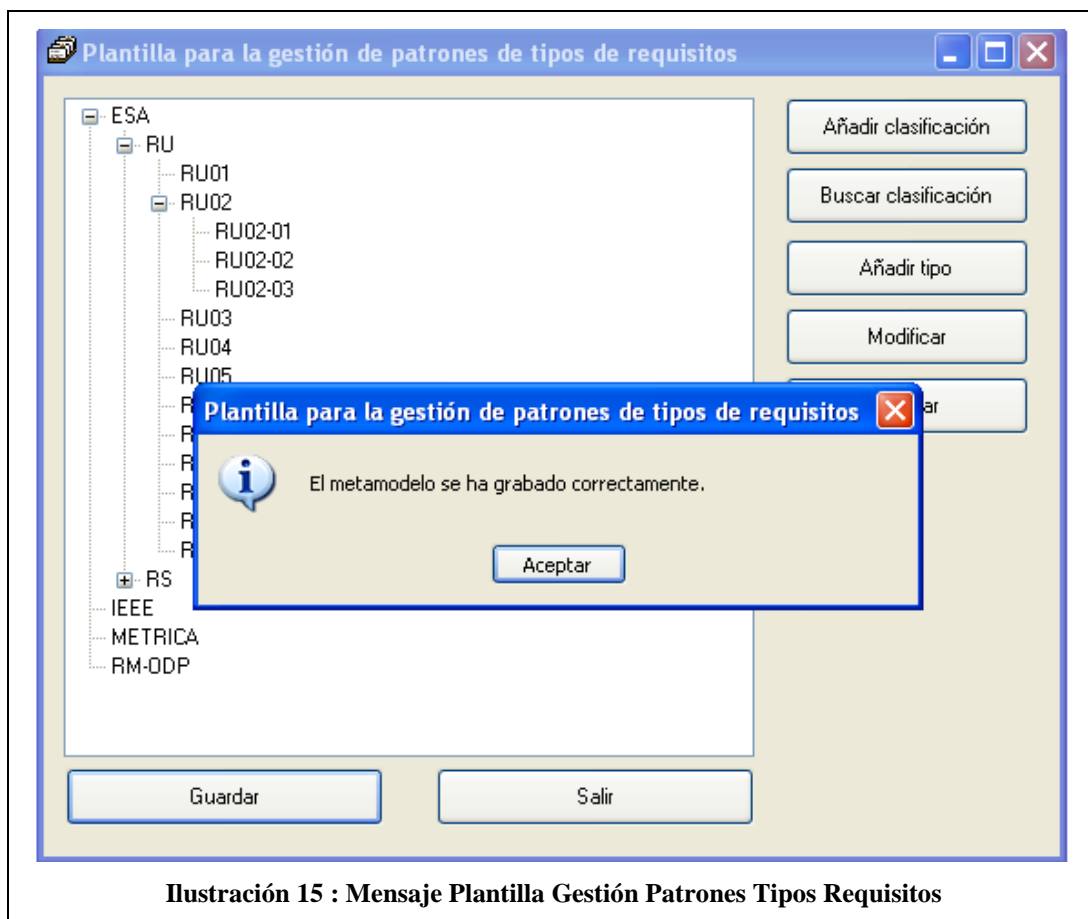 Plantilla para la gestión de patrones de tipos de requisitos
ESA
RU
RU01
RU02
RU02-01
RU02-02
RU02-03
RU03
RU04
RU05
R
R
R
R
R
R
RS
IEEE
METRICA
RM-ODP
Añadir clasificación
Buscar clasificación
Añadir tipo
Modificar
ar
Plantilla para la gestión de patrones de tipos de requisitos
El metamodelo se ha grabado correctamente.
Aceptar
Guardar
Salir
Ilustración 15 : Mensaje Plantilla Gestión Patrones Tipos Requisitos